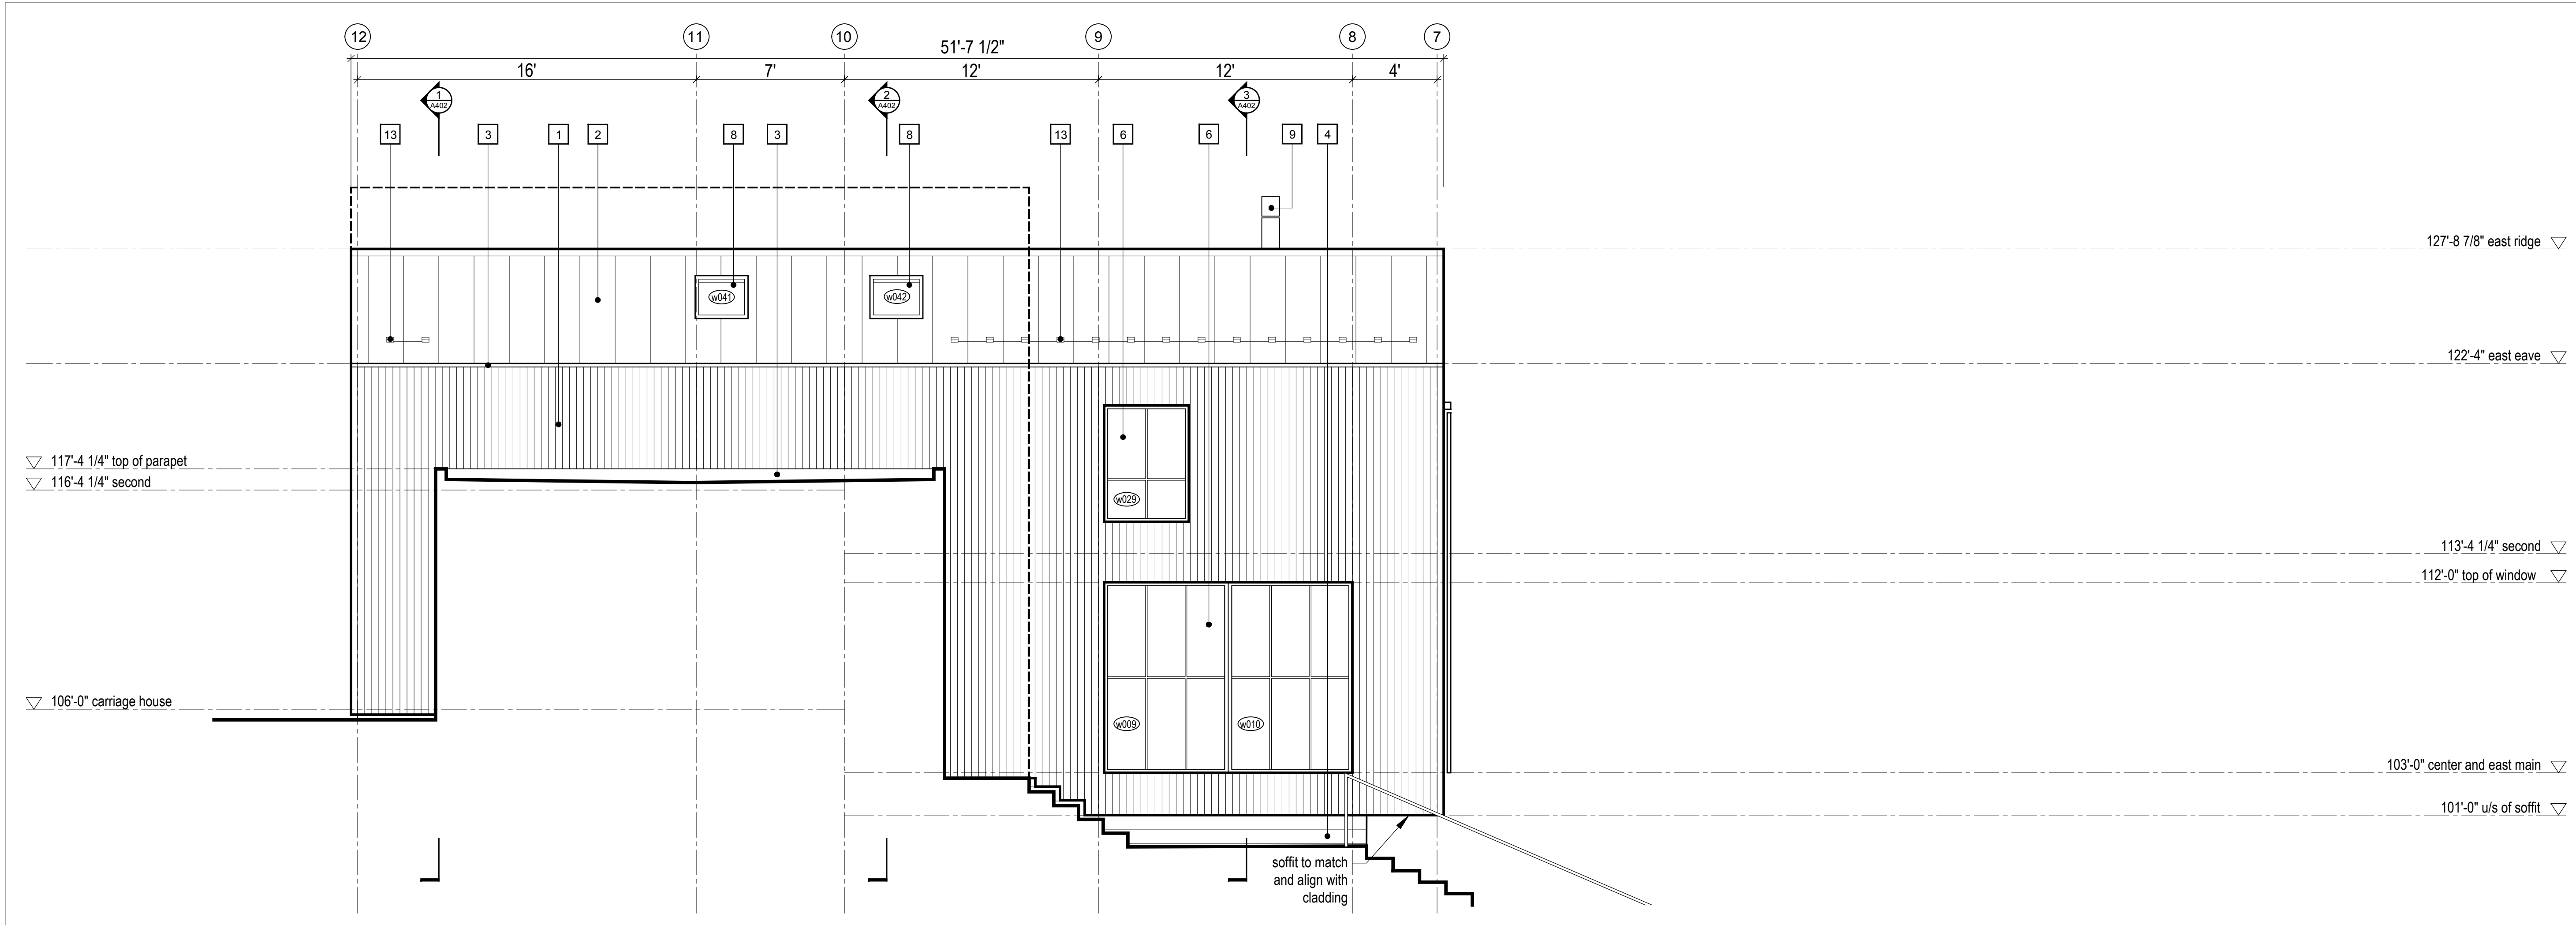 12
11
10
9
8
7
51'-7 1/2"
16'
7'
12'
12'
4'
1
A402
2
A402
3
A402
13
3
1
2
8
3
8
13
6
6
9
4
127'-8 7/8" east ridge
w041
w042
122'-4" east eave
117'-4 1/4" top of parapet
116'-4 1/4" second
w029
113'-4 1/4" second
112'-0" top of window
106'-0" carriage house
w009
w010
103'-0" center and east main
101'-0" u/s of soffit
soffit to match
and align with
cladding